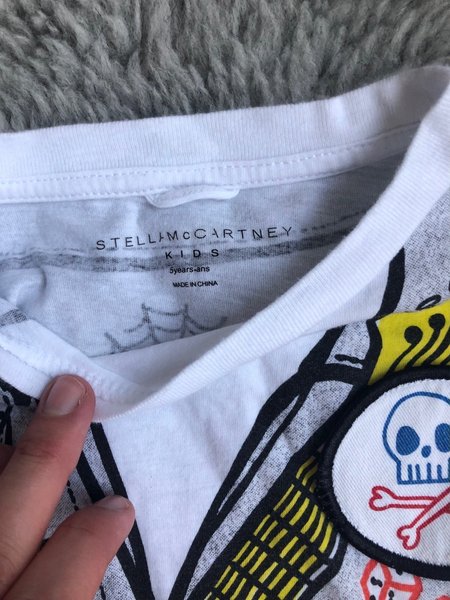 STELLA McCARTNEY
KIDS
5years-ans
MADE IN CHINA